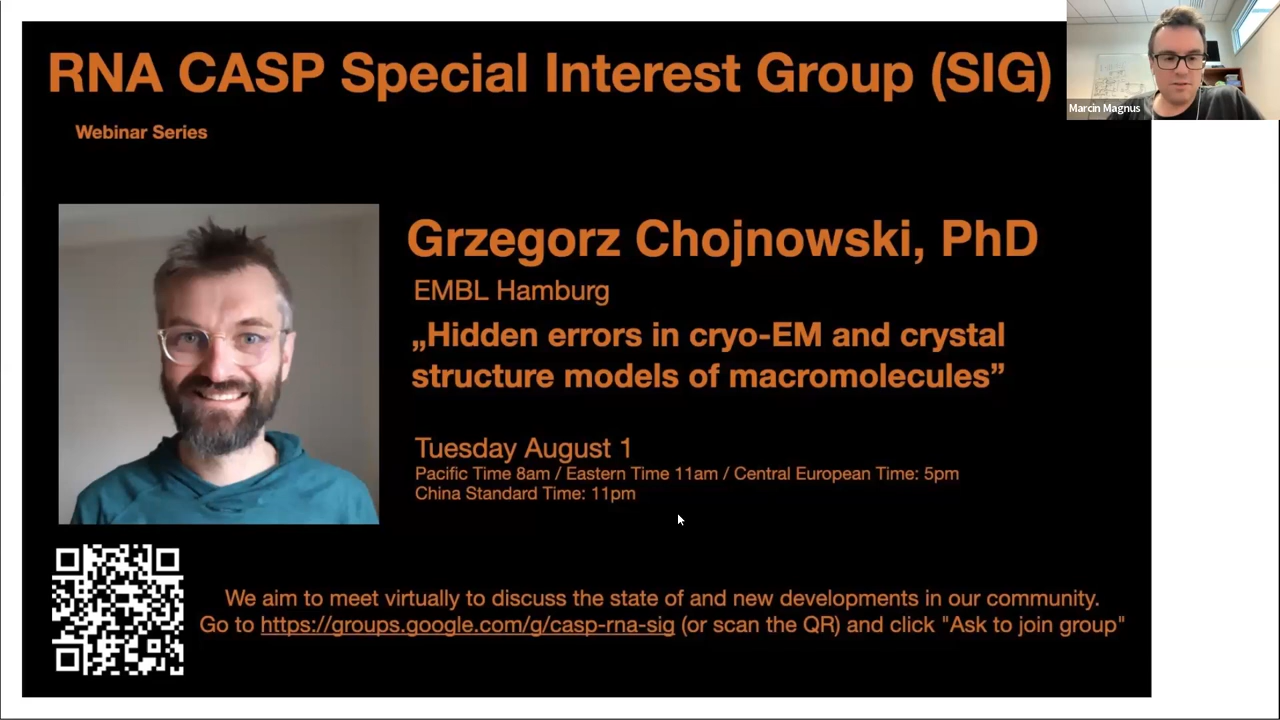 RNA CASP Special Interest Group (SIG)
Marcin Magnus
Webinar Series
Grzegorz Chojnowski, PhD
EMBL Hamburg
„Hidden errors in cryo-EM and crystal
structure models of macromolecules”
Tuesday August 1
Pacific Time 8am / Eastern Time 11am / Central European Time: 5pm
China Standard Time: 11pm
We aim to meet virtually to discuss the state of and new developments in our community.
Go to https://groups.google.com/g/casp-rna-sig (or scan the QR) and click "Ask to join group"